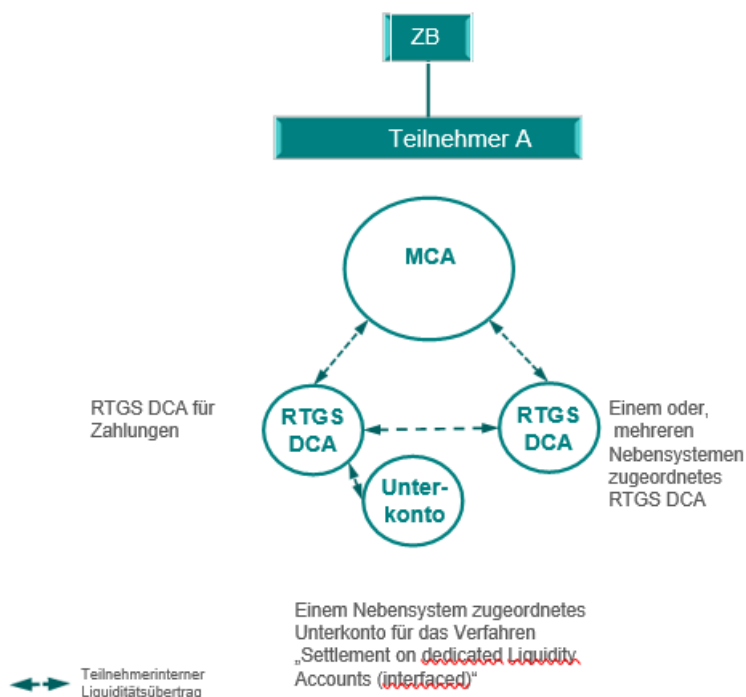 ZB
Teilnehmer A
MCA
RTGS DCA für
Zahlungen
RTGS
DCA
RTGS
DCA
Einem oder,
mehreren
Nebensystemen
zugeordnetes
RTGS DCA
Unter-
konto
Einem Nebensystem zugeordnetes
Unterkonto für das Verfahren
„Settlement on dedicated Liquidity
Accounts (interfaced)“
Teilnehmerinterner
Liquiditätsübertrag